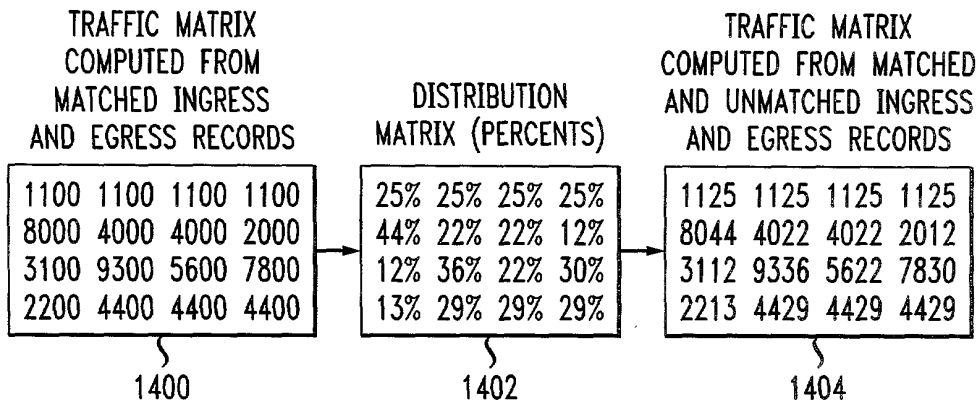 TRAFFIC MATRIX
COMPUTED FROM
MATCHED INGRESS
AND EGRESS RECORDS
1100 1100 1100 1100
8000 4000 4000 2000
3100 9300 5600 7800
2200 4400 4400 4400
1400
DISTRIBUTION
MATRIX (PERCENTS)
25% 25% 25% 25%
44% 22% 22% 12%
12% 36% 22% 30%
13% 29% 29% 29%
1402
TRAFFIC MATRIX
COMPUTED FROM MATCHED
AND UNMATCHED INGRESS
AND EGRESS RECORDS
1125 1125 1125 1125
8044 4022 4022 2012
3112 9336 5622 7830
2213 4429 4429 4429
1404